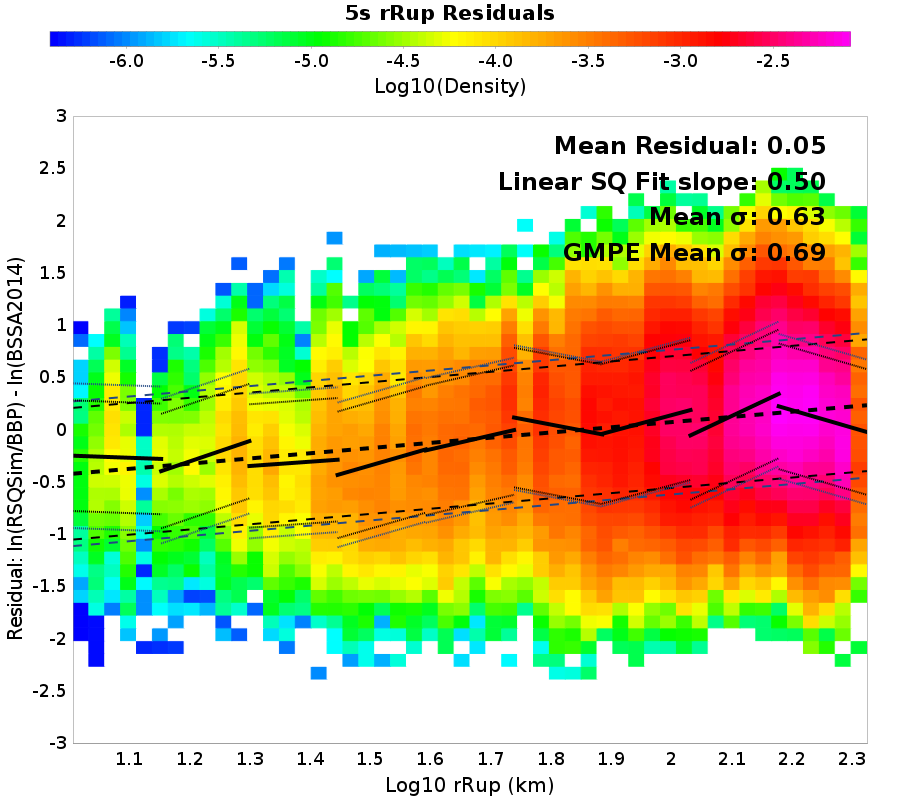 5s rRup Residuals
-6.0 -5.5 -5.0 -4.5 -4.0 -3.5 -3.0 -2.5
Log10(Density)
Mean Residual: 0.05
Linear SQ Fit slope: 0.50
Mean σ: 0.63
GMPE Mean σ: 0.69
Residual: ln(RSQSim/BBP) - ln(BSSA2014)
3
2.5
2
1.5
1
0.5
0
-0.5
-1
-1.5
-2
-2.5
-3
1.1 1.2 1.3 1.4 1.5 1.6 1.7 1.8 1.9 2 2.1 2.2 2.3
Log10 rRup (km)